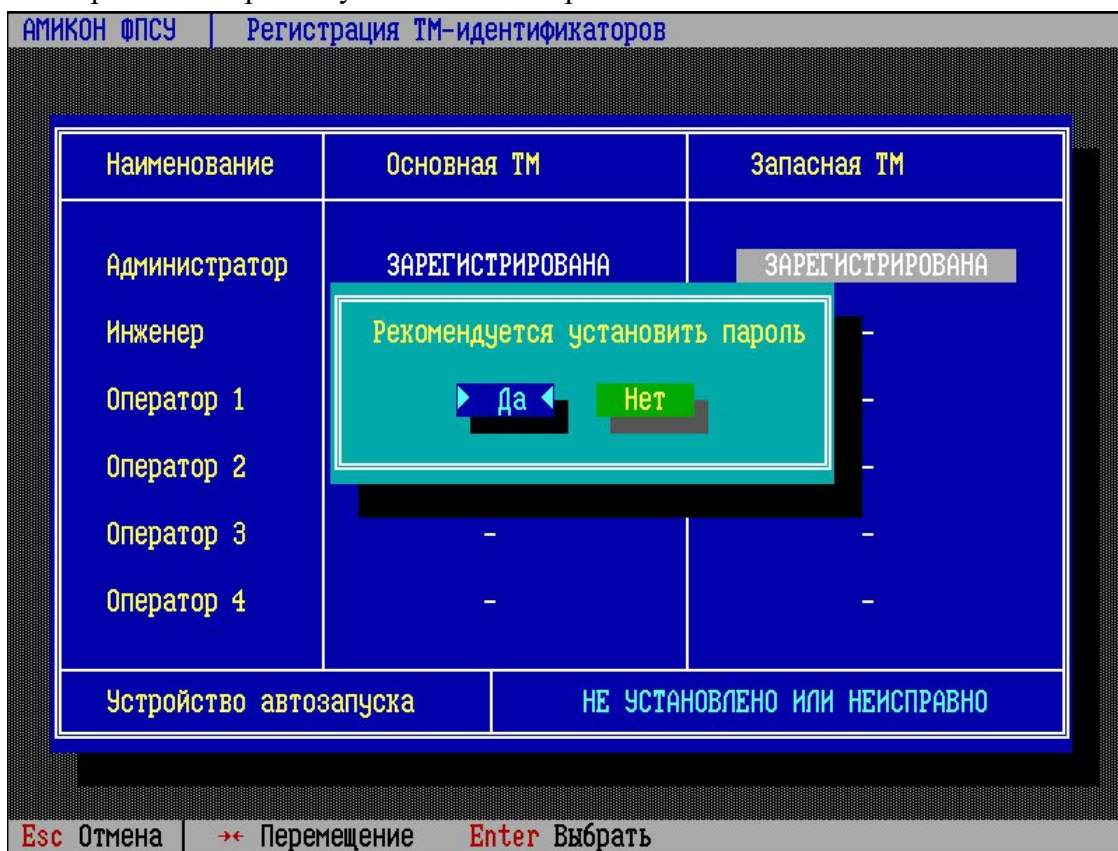 АМИКОН ФПСУ | Регистрация ТМ-идентификаторов
Наименование Основная ТМ Запасная ТМ
Администратор ЗАРЕГИСТРИРОВАНА ЗАРЕГИСТРИРОВАНА
Рекомендуется установить пароль
Инженер -
Да Нет
Оператор 1 -
Оператор 2 -
Оператор 3 - -
Оператор 4 - -
Устройство автозапуска НЕ УСТАНОВЛЕНО ИЛИ НЕИСПРАВНО
Esc Отмена | →← Перемещение Enter Выбрать